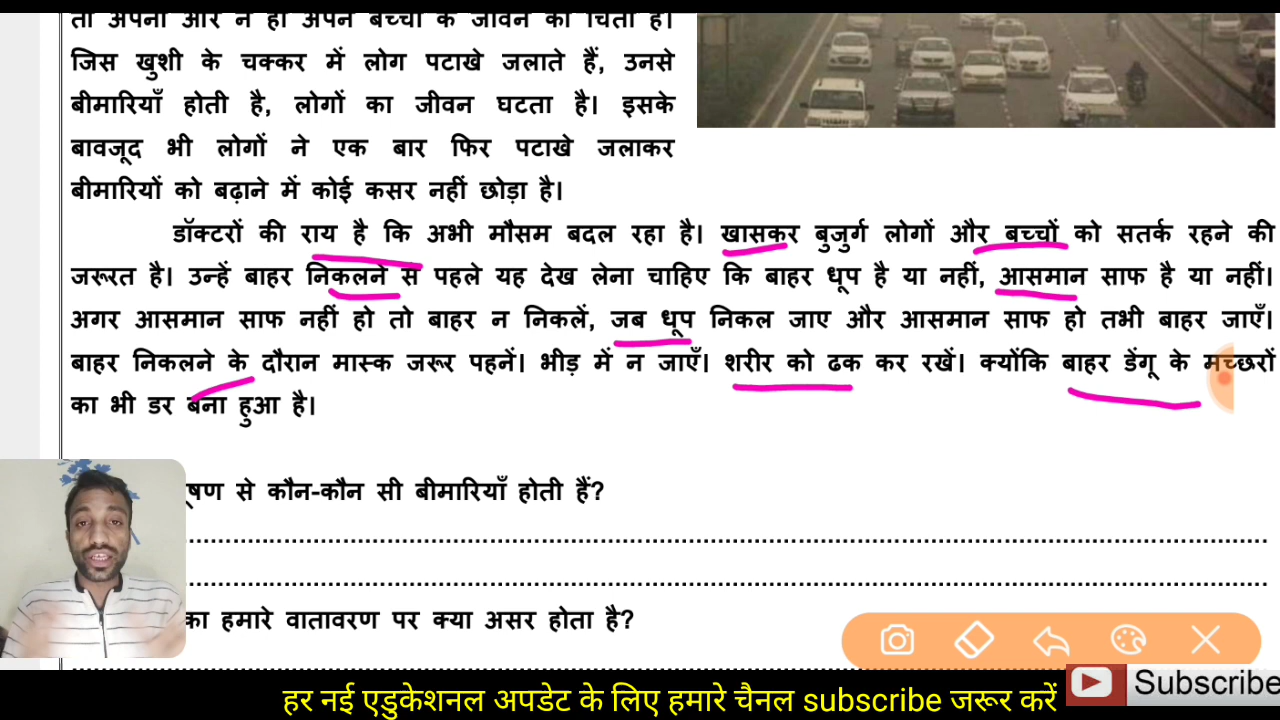 तो अपनी और न ही अपने बच्चों के जीवन की चिंता है।
जिस खुशी के चक्कर में लोग पटाखे जलाते हैं, उनसे
बीमारियाँ होती है, लोगों का जीवन घटता है। इसके
बावजूद भी लोगों ने एक बार फिर पटाखे जलाकर
बीमारियों को बढ़ाने में कोई कसर नहीं छोड़ा है।
डॉक्टरों की राय है कि अभी मौसम बदल रहा है। खासकर बुजुर्ग लोगों और बच्चों को सतर्क रहने की
जरूरत है। उन्हें बाहर निकलने से पहले यह देख लेना चाहिए कि बाहर धूप है या नहीं, आसमान साफ है या नहीं।
अगर आसमान साफ नहीं हो तो बाहर न निकलें, जब धूप निकल जाए और आसमान साफ हो तभी बाहर जाएँ।
बाहर निकलने के दौरान मास्क जरूर पहनें। भीड़ में न जाएँ। शरीर को ढक कर रखें। क्योंकि बाहर डेंगू के मच्छरों
का भी डर बना हुआ है।
से कौन-कौन सी बीमारियाँ होती हैं?
का हमारे वातावरण पर क्या असर होता है?
हर नई एडुकेशनल अपडेट के लिए हमारे चैनल subscribe जरूर करें
Subscribe